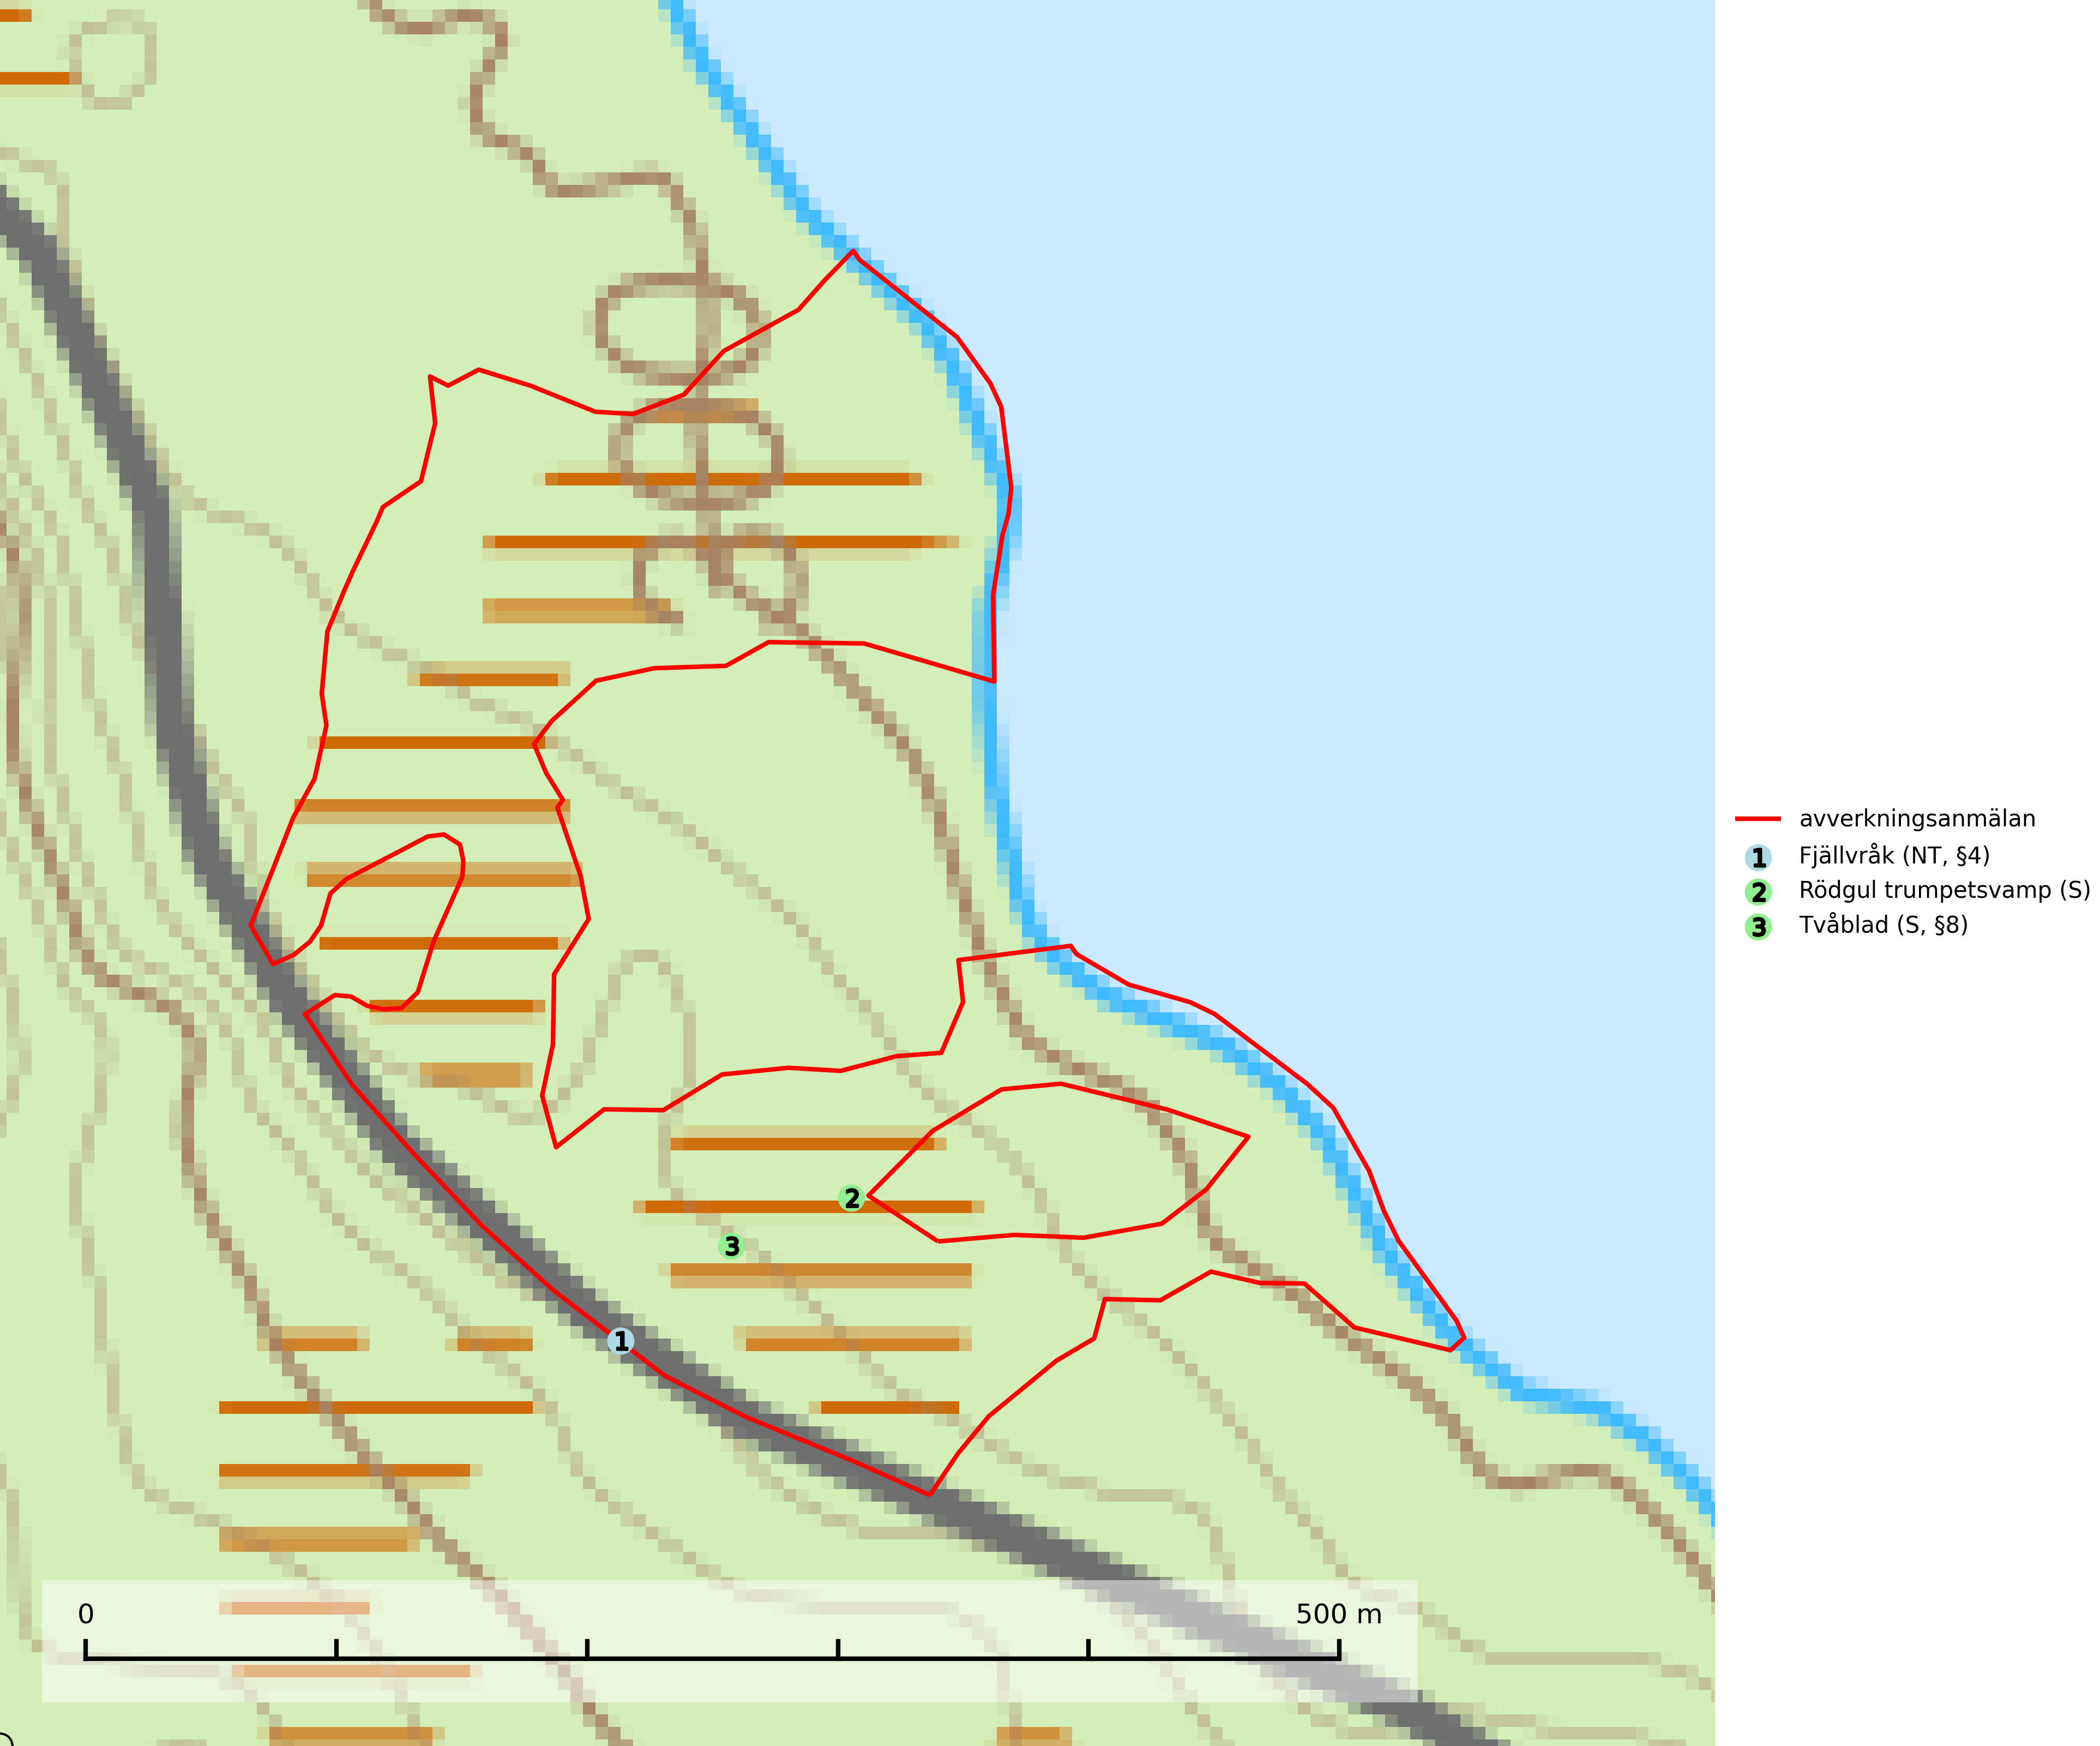 avverkningsanmälan
1 Fjällvråk (NT, §4)
2 Rödgul trumpetsvamp (S)
3 Tvåblad (S, §8)
2
3
1
0 500 m